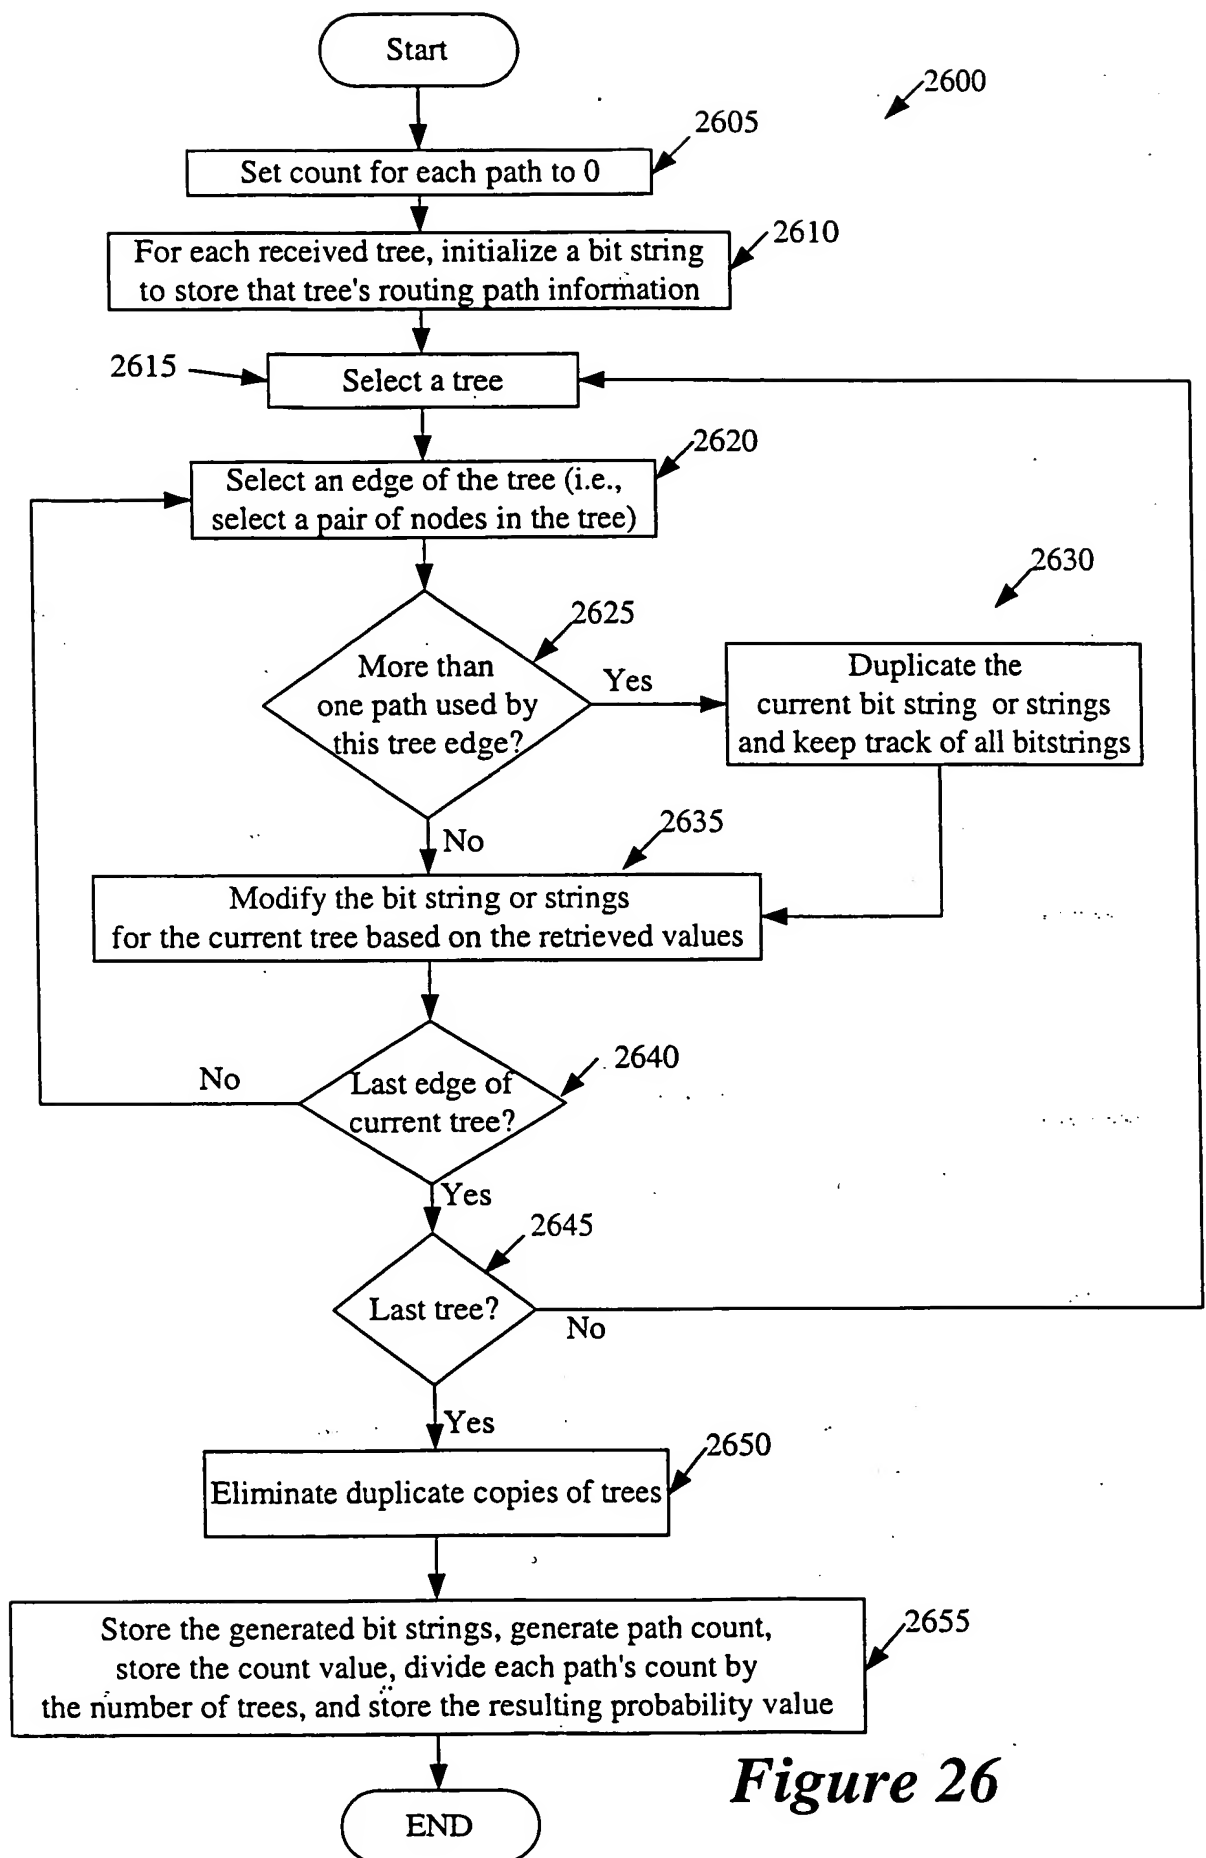 Start
2600
2605
Set count for each path to 0
2610
For each received tree, initialize a bit string
to store that tree's routing path information
2615
Select a tree
2620
Select an edge of the tree (i.e.,
select a pair of nodes in the tree)
2630
2625
More than
one path used by
this tree edge?
Yes
Duplicate the
current bit string or strings
and keep track of all bitstrings
No
2635
Modify the bit string or strings
for the current tree based on the retrieved values
2640
No
Last edge of
current tree?
Yes
2645
Last tree?
No
Yes
2650
Eliminate duplicate copies of trees
2655
Store the generated bit strings, generate path count,
store the count value, divide each path's count by
the number of trees, and store the resulting probability value
Figure 26
END